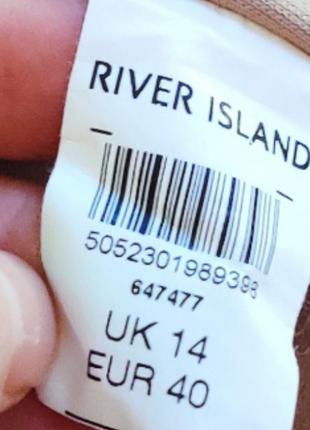 RIVER ISLAND
5052301989398
647477
UK 14
EUR 40